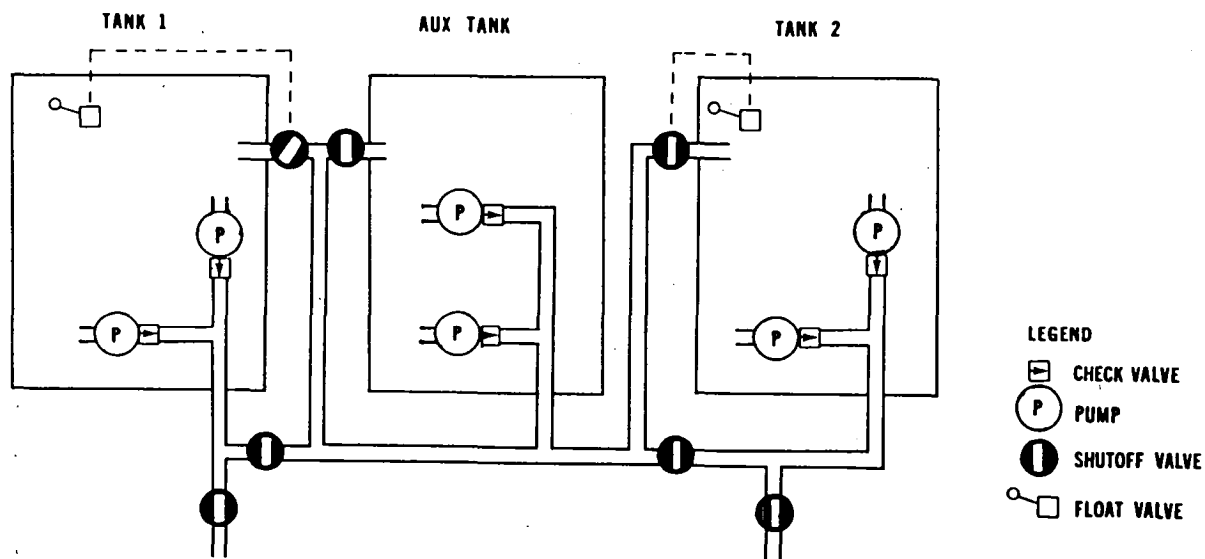 TANK 1
AUX TANK
TANK 2
P
P
P
P
P
P
LEGEND
CHECK VALVE
P PUMP
SHUTOFF VALVE
FLOAT VALVE